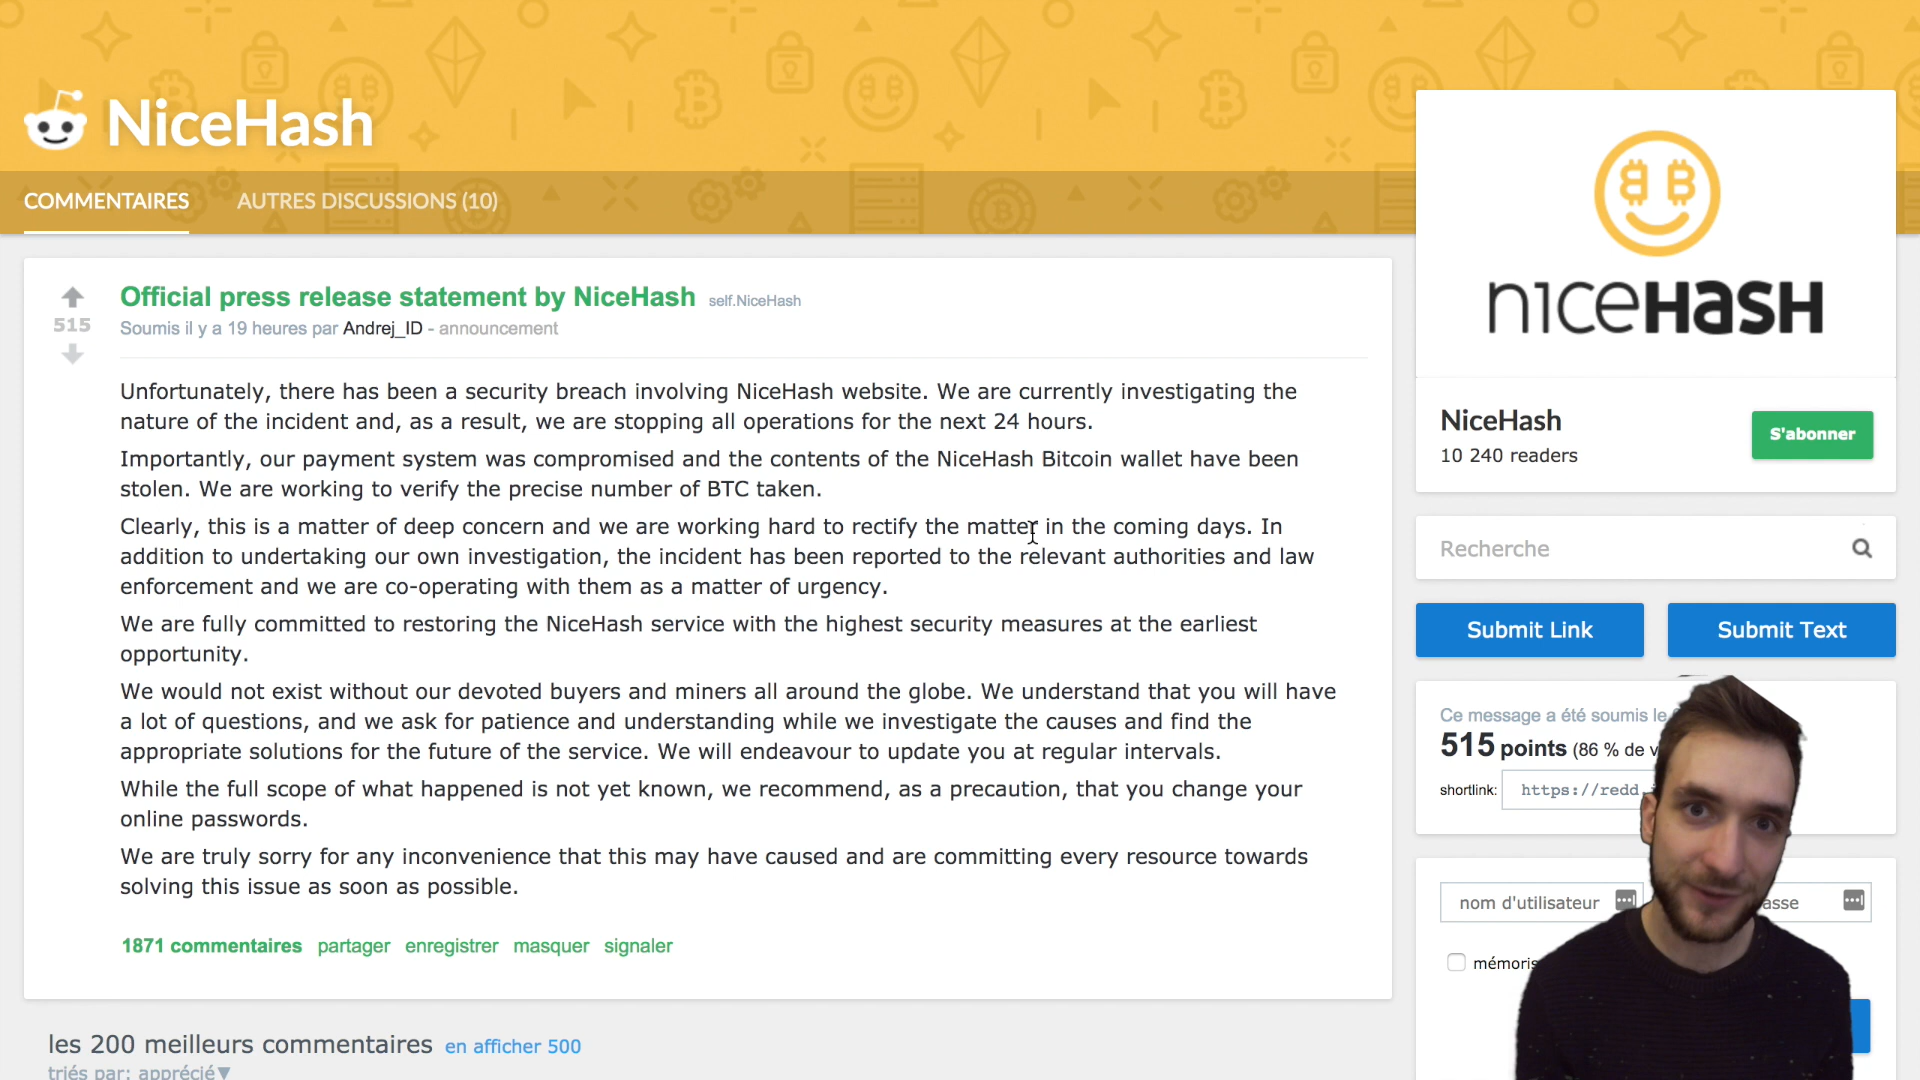 NiceHash
COMMENTAIRES
AUTRES DISCUSSIONS (10)
515
Official press release statement by NiceHash self.NiceHash
Soumis il y a 19 heures par Andrej_ID - announcement
Unfortunately, there has been a security breach involving NiceHash website. We are currently investigating the
nature of the incident and, as a result, we are stopping all operations for the next 24 hours.
Importantly, our payment system was compromised and the contents of the NiceHash Bitcoin wallet have been
stolen. We are working to verify the precise number of BTC taken.
Clearly, this is a matter of deep concern and we are working hard to rectify the matter in the coming days. In
addition to undertaking our own investigation, the incident has been reported to the relevant authorities and law
enforcement and we are co-operating with them as a matter of urgency.
We are fully committed to restoring the NiceHash service with the highest security measures at the earliest
opportunity.
We would not exist without our devoted buyers and miners all around the globe. We understand that you will have
a lot of questions, and we ask for patience and understanding while we investigate the causes and find the
appropriate solutions for the future of the service. We will endeavour to update you at regular intervals.
While the full scope of what happened is not yet known, we recommend, as a precaution, that you change your
online passwords.
We are truly sorry for any inconvenience that this may have caused and are committing every resource towards
solving this issue as soon as possible.
1871 commentaires partager enregistrer masquer signaler
les 200 meilleurs commentaires en afficher 500
triés par: apprécié▼
niceHasH
NiceHash
10 240 readers
S'abonner
Recherche
Submit Link
Submit Text
Ce message a été soumis le
515 points (86 % de v
shortlink: https://redd.
nom d'utilisateur
asse
mémoris